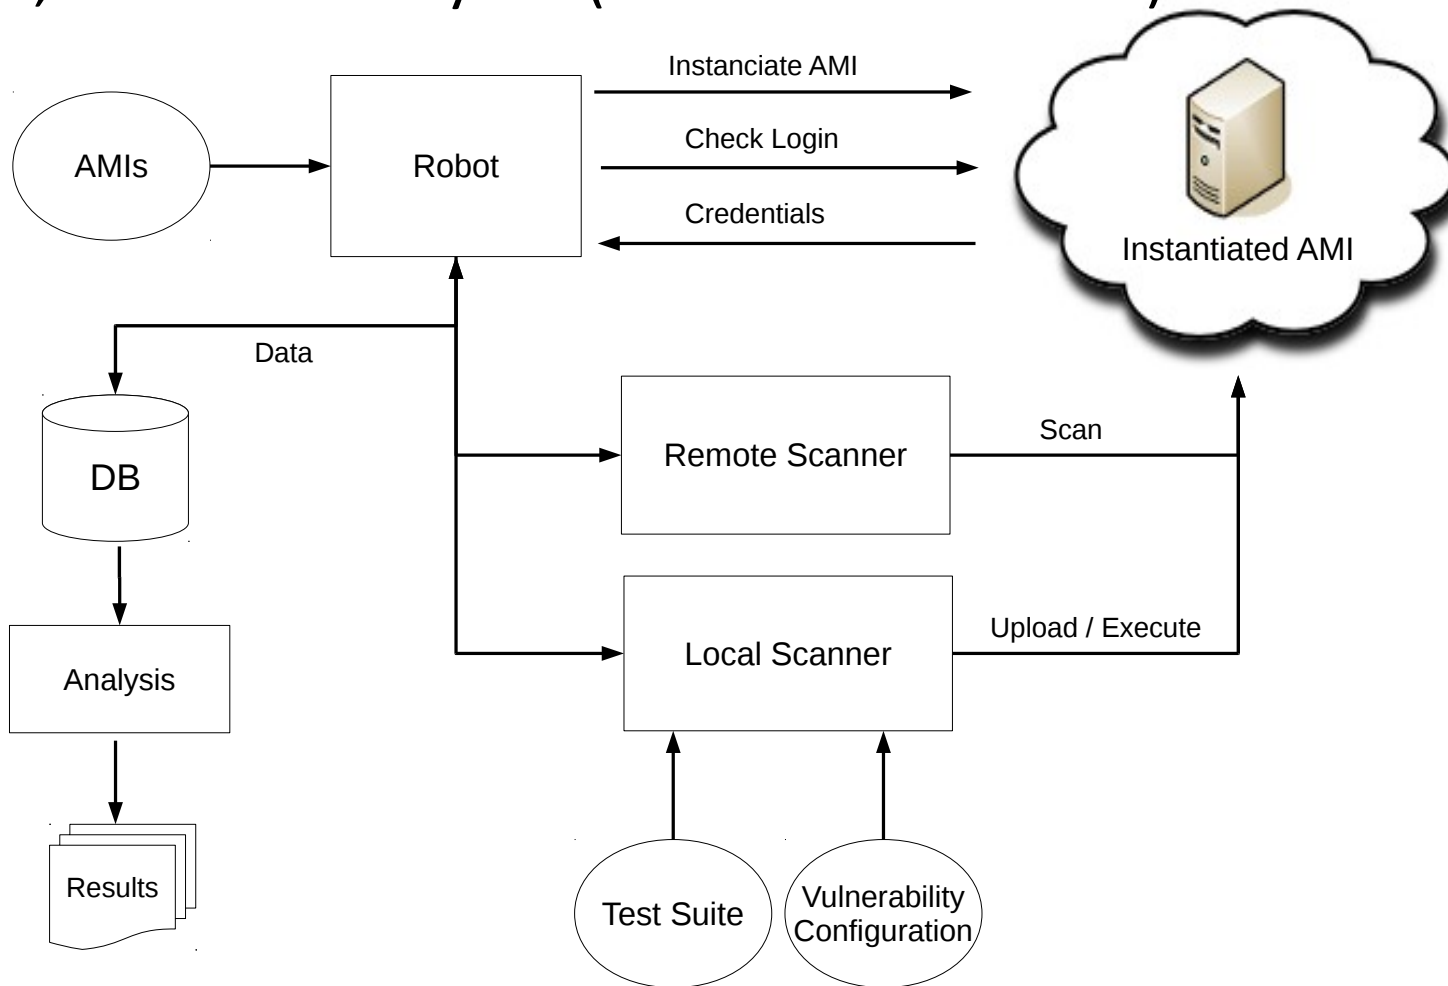 AMIs
Robot
Instanciate AMI
Check Login
Credentials
Instantiated AMI
Data
DB
Remote Scanner
Scan
Local Scanner
Upload / Execute
Analysis
Results
Test Suite
Vulnerability
Configuration